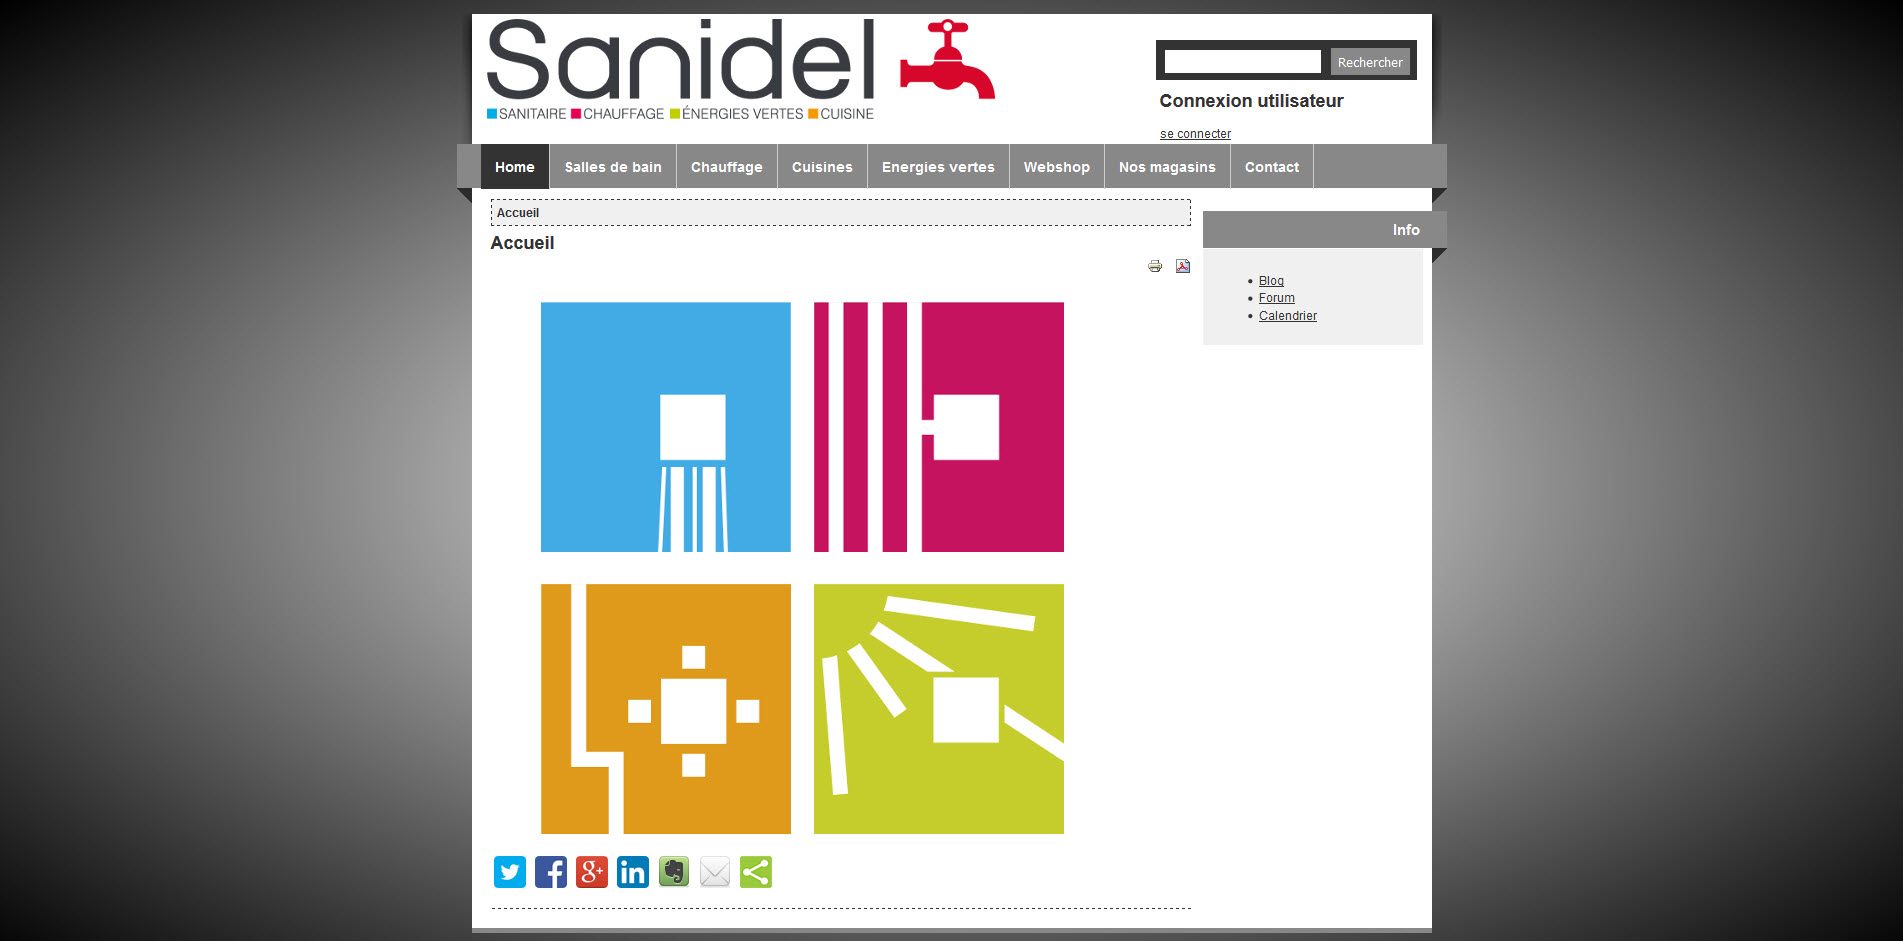 Sanidel
SANITAIRE CHAUFFAGE ÉNERGIES VERTES CUISINE
Rechercher
Connexion utilisateur
se connecter
Home Salles de bain Chauffage Cuisines Energies vertes Webshop Nos magasins Contact
Accueil
Accueil
Info
Blog
Forum
Calendrier